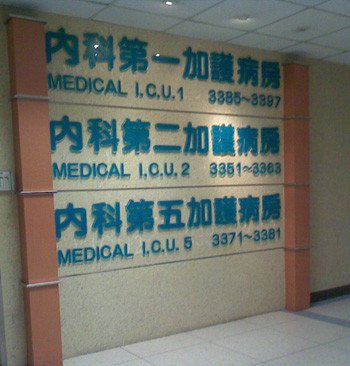 內科第一加護病房
MEDICAL I.C.U.1 3385~3397
內科第二加護病房
MEDICAL I.C.U.2 3351~3363
內科第五加護病房
MEDICAL I.C.U.5 3371~3381